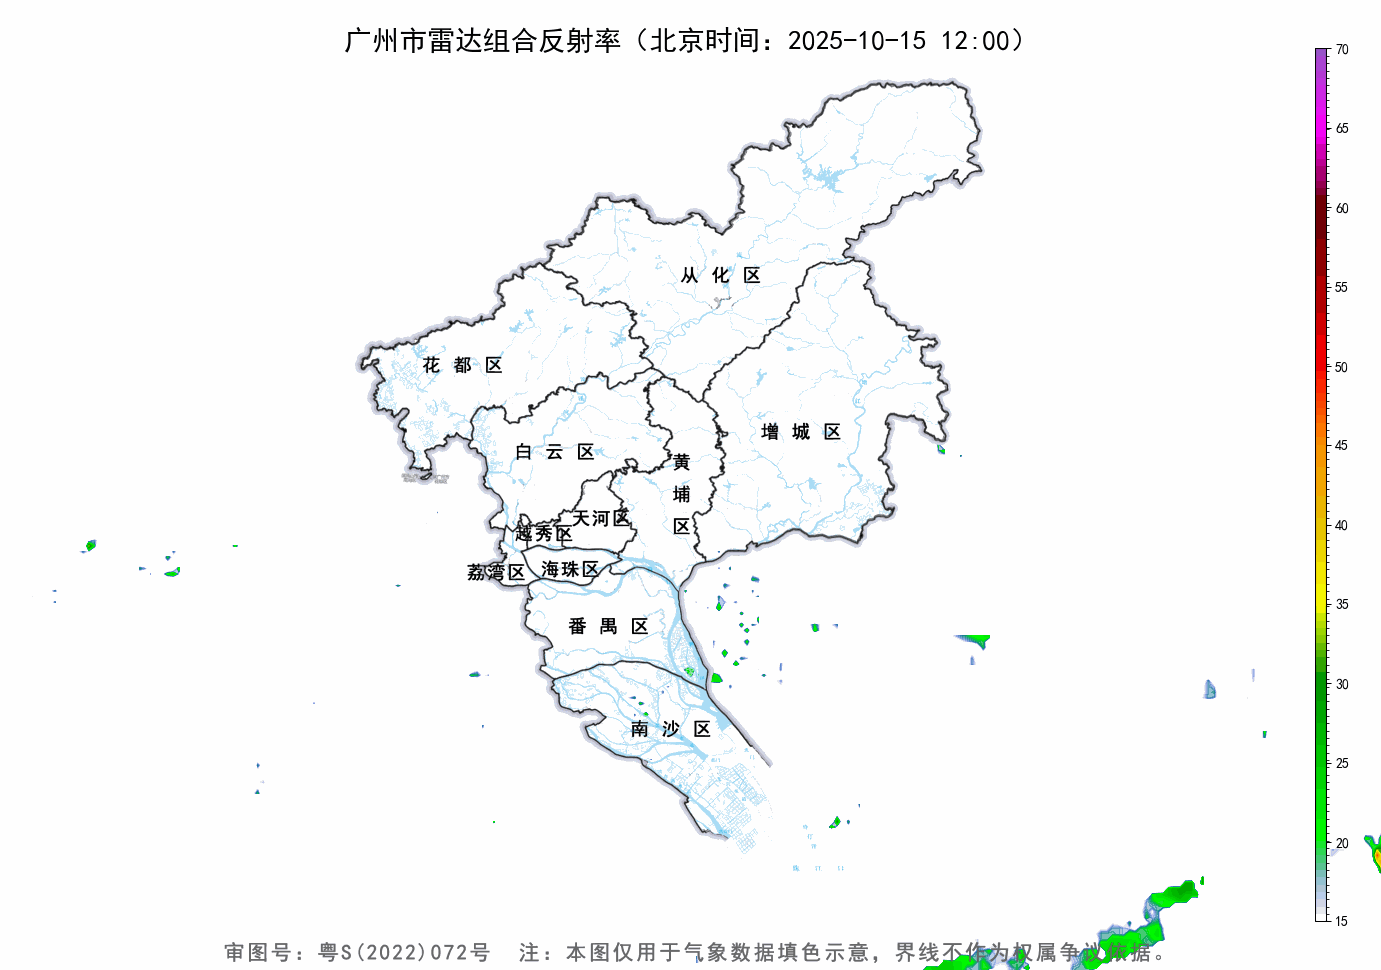 广州市雷达组合反射率（北京时间：2025-10-15 12:00）
70
65
60
55
50
45
40
35
30
25
20
15
从化区
花都区
增城区
白云区
黄埔区
天河区
越秀区
海珠区
荔湾区
番禺区
南沙区
审图号：粤S(2022)072号 注：本图仅用于气象数据填色示意，界线不作为权属争议依据。